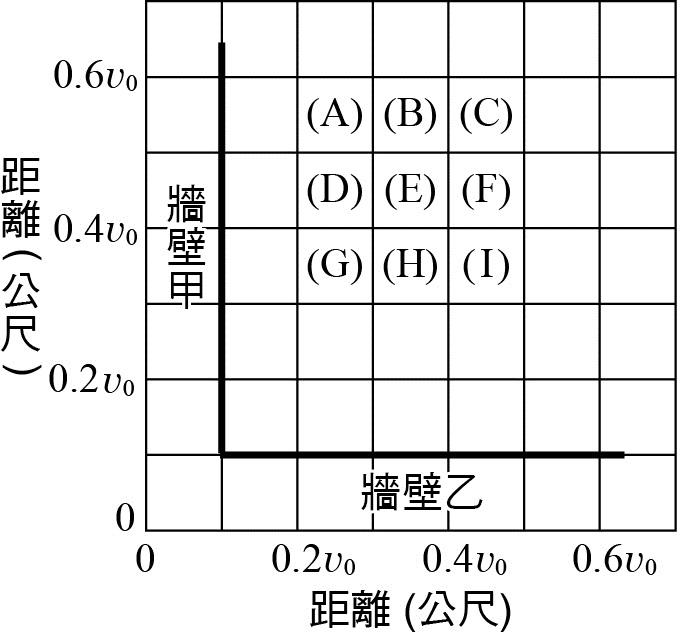 0.6v₀
(A) (B) (C)
(D) (E) (F)
0.4v₀
(G) (H) (I)
牆壁甲
距離(公尺)
0.2v₀
牆壁乙
0
0 0.2v₀ 0.4v₀ 0.6v₀
距離 (公尺)